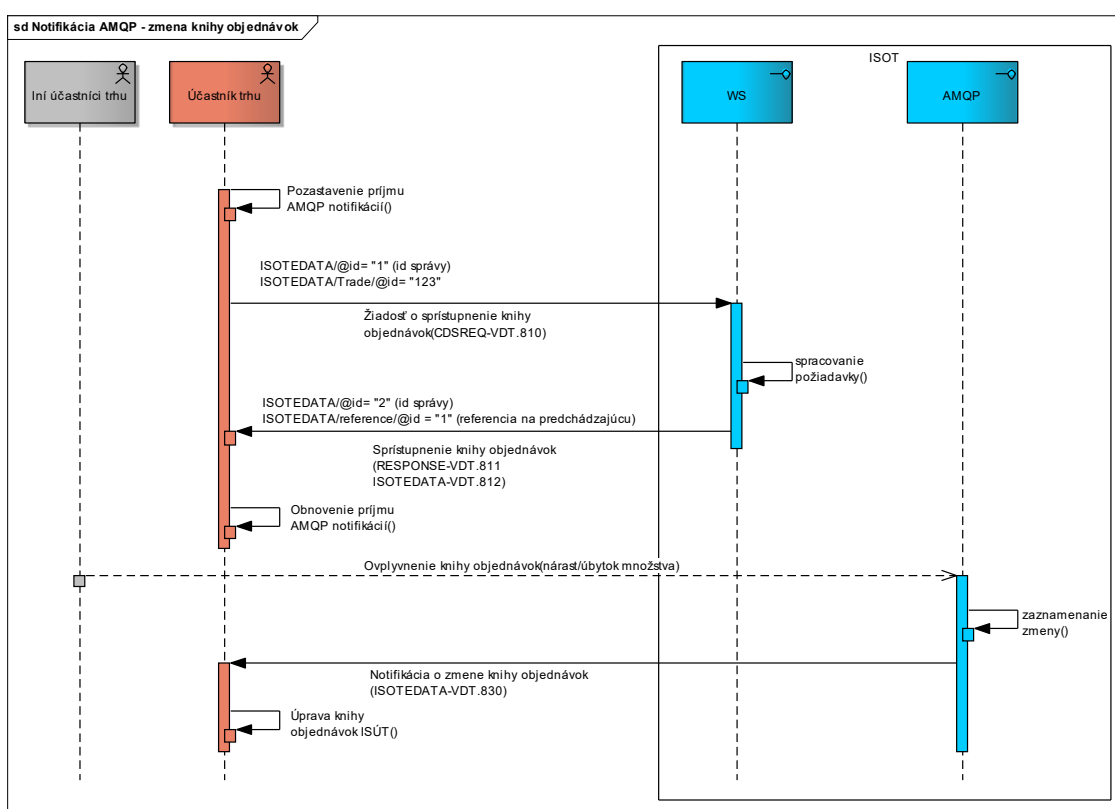 sd Notifikácia AMQP - zmena knihy objednávok
ISOT
Iní účastníci trhu
Účastník trhu
WS
AMQP
Pozastavenie príjmu
AMQP notifikácií()
ISOTEDATA/@id= "1" (id správy)
ISOTEDATA/Trade/@id= "123"
Žiadosť o sprístupnenie knihy
objednávok(CDSREQ-VDT.810)
spracovanie
požiadavky()
ISOTEDATA/@id= "2" (id správy)
ISOTEDATA/reference/@id = "1" (referencia na predchádzajúcu)
Sprístupnenie knihy objednávok
(RESPONSE-VDT.811
ISOTEDATA-VDT.812)
Obnovenie príjmu
AMQP notifikácií()
Ovplyvnenie knihy objednávok(nárast/úbytok množstva)
zaznamenanie
zmeny()
Notifikácia o zmene knihy objednávok
(ISOTEDATA-VDT.830)
Úprava knihy
objednávok ISÚT()